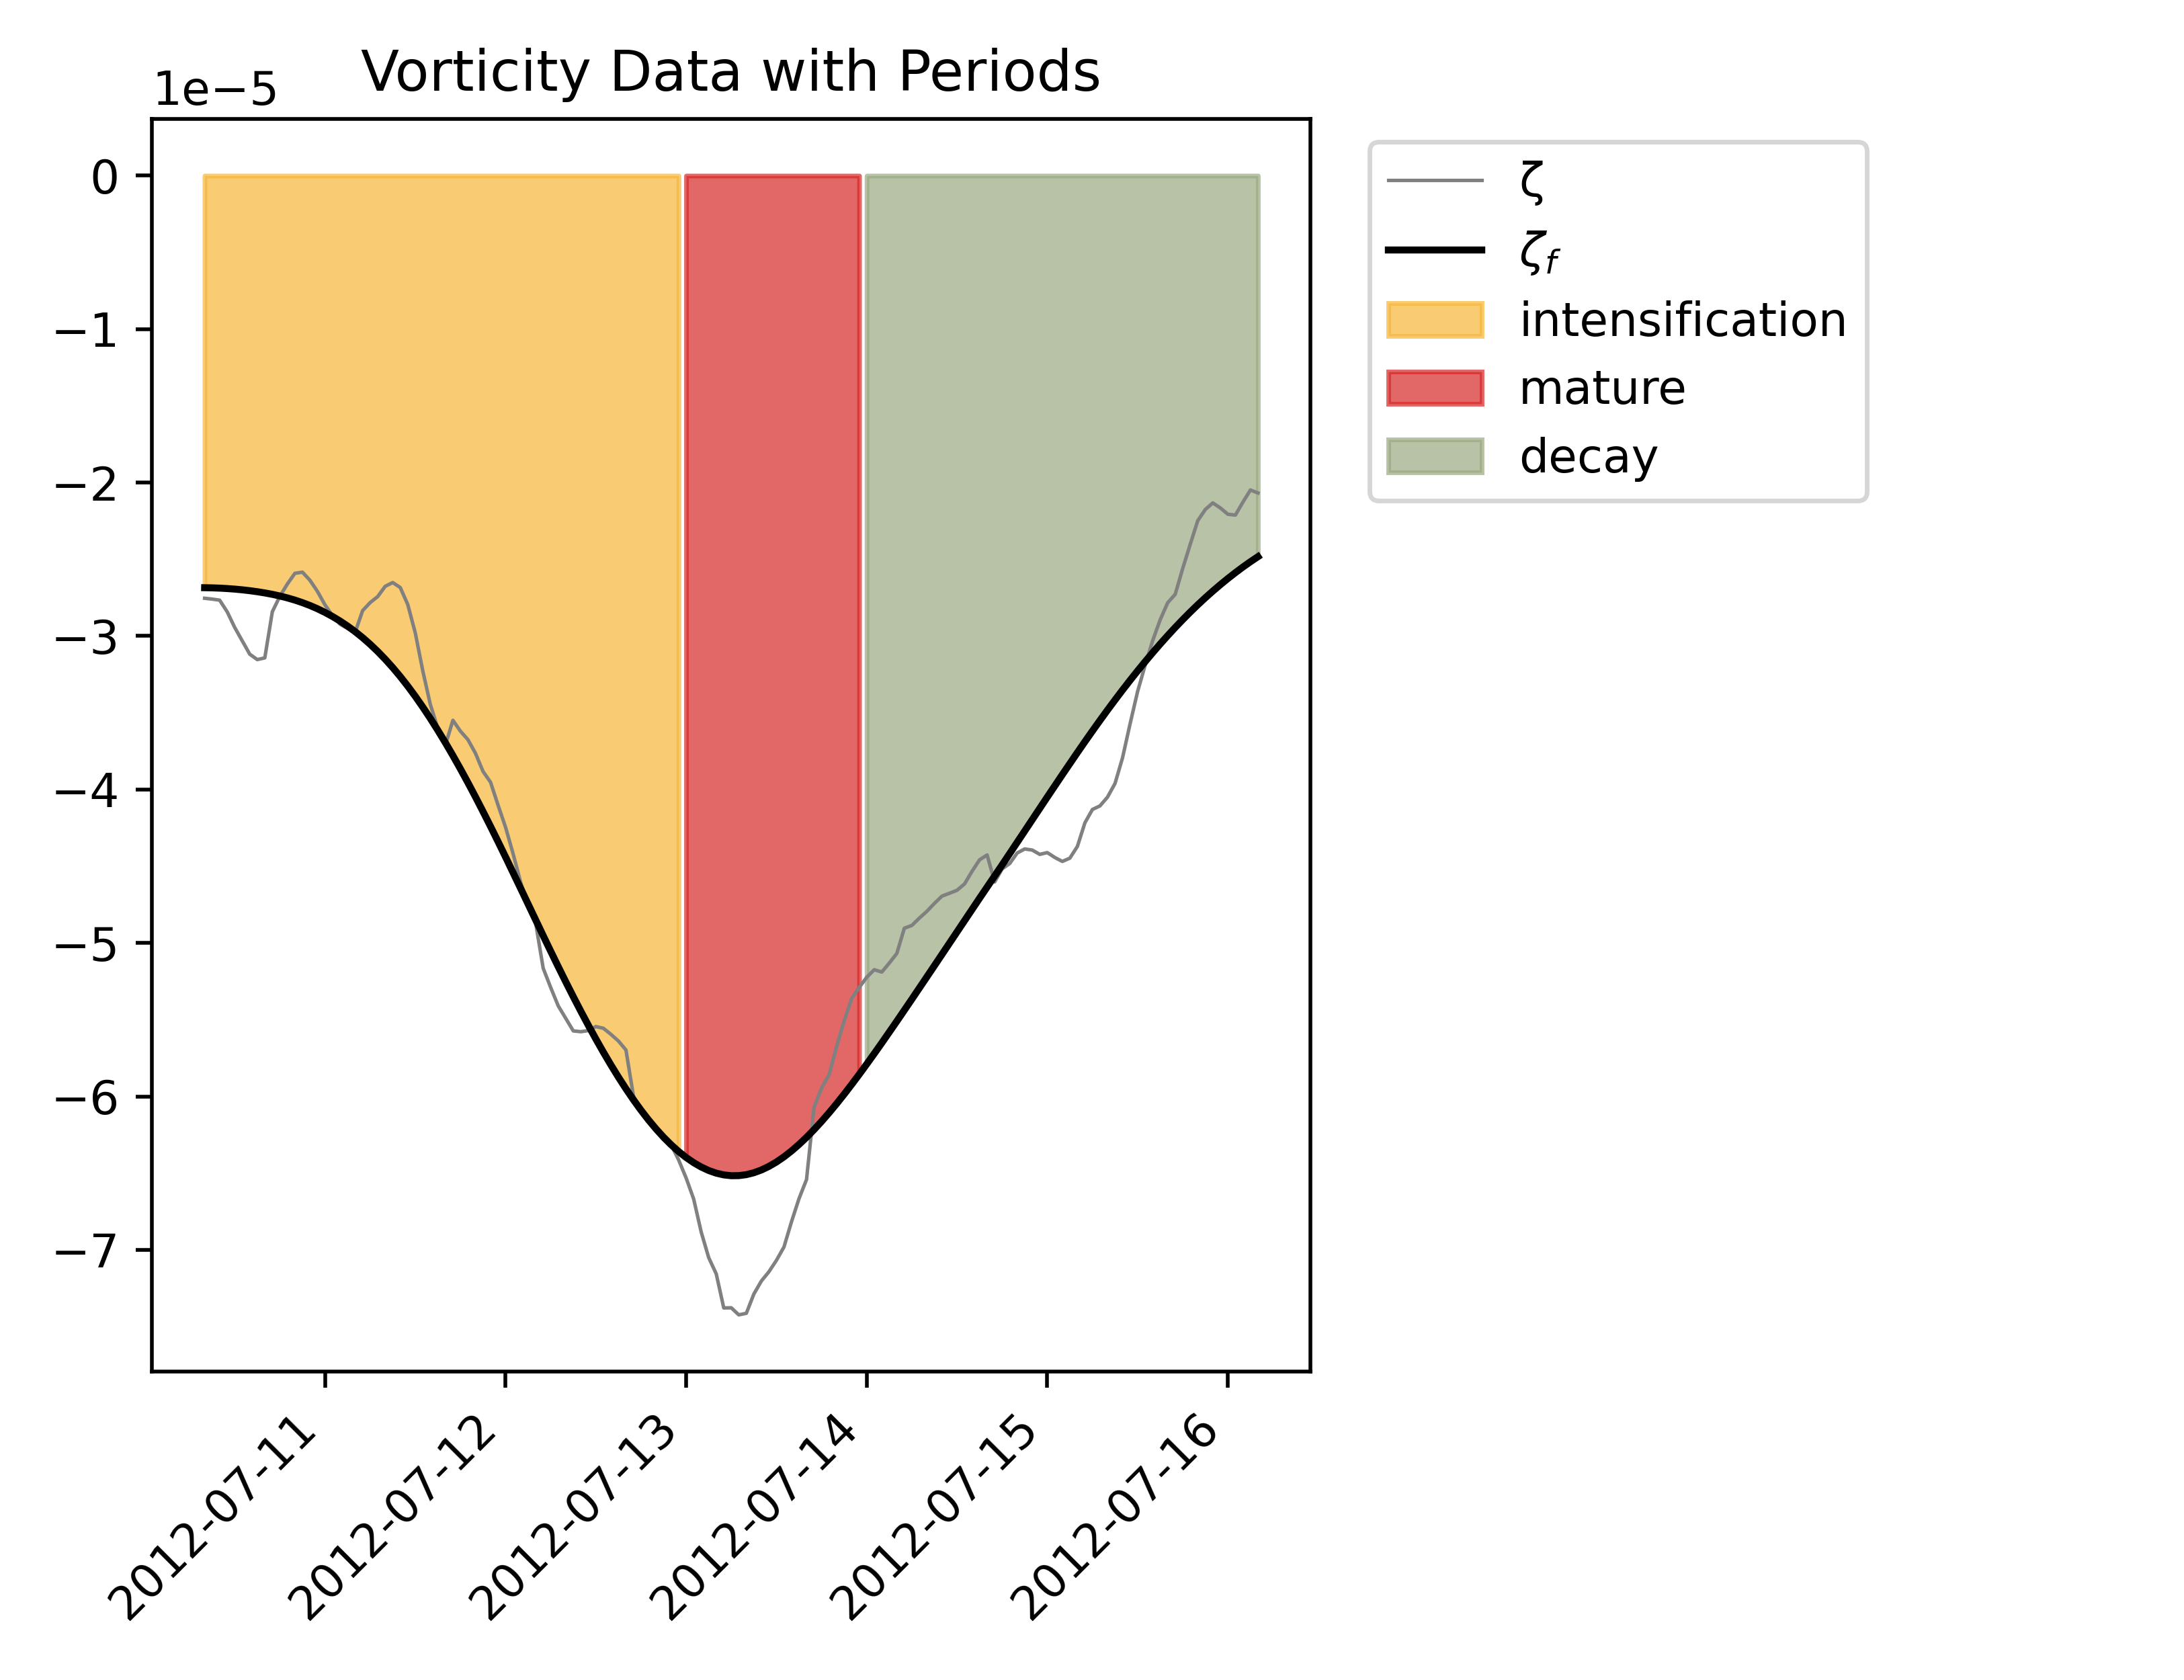 Vorticity Data with Periods
1e−5
0
−1
−2
−3
−4
−5
−6
−7
2012-07-11
2012-07-12
2012-07-13
2012-07-14
2012-07-15
2012-07-16
ζ
ζf
intensification
mature
decay